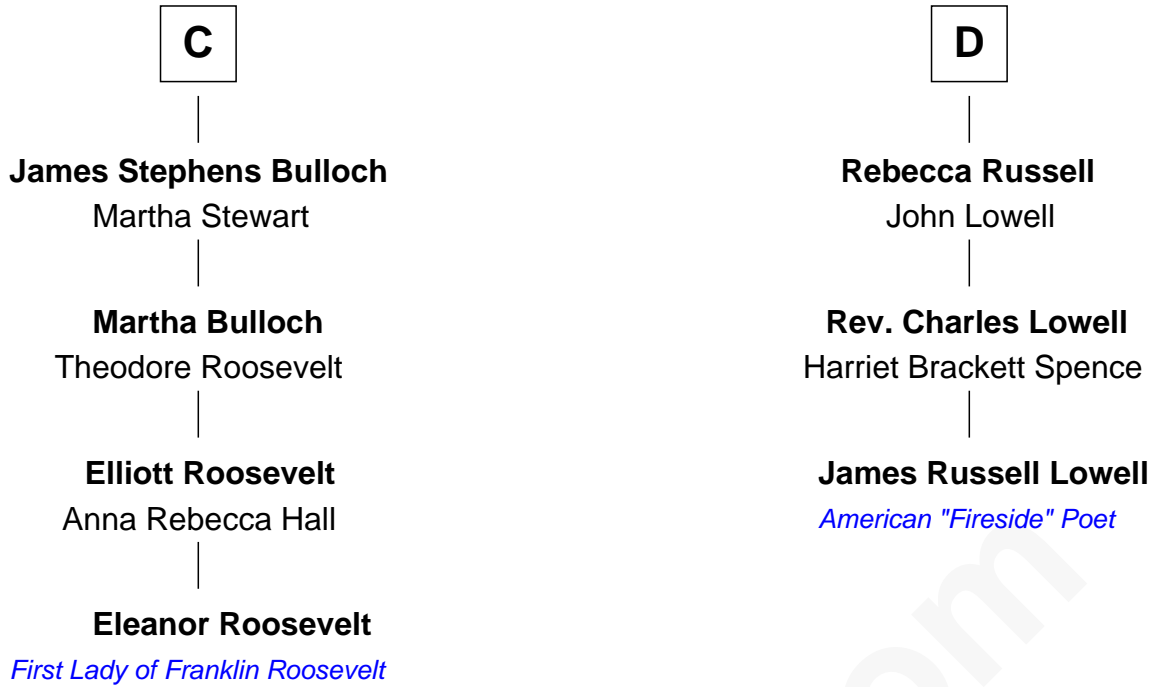 C
James Stephens Bulloch
Martha Stewart
Martha Bulloch
Theodore Roosevelt
Elliott Roosevelt
Anna Rebecca Hall
Eleanor Roosevelt
First Lady of Franklin Roosevelt
D
Rebecca Russell
John Lowell
Rev. Charles Lowell
Harriet Brackett Spence
James Russell Lowell
American "Fireside" Poet
om